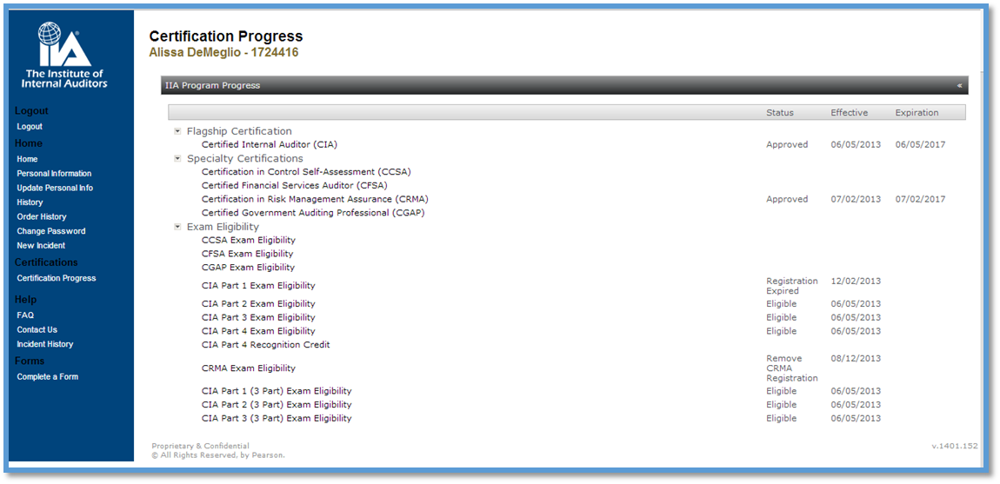 IIA
The Institute of
Internal Auditors
Logout
Logout
Home
Home
Personal Information
Update Personal Info
History
Order History
Change Password
New Incident
Certifications
Certification Progress
Help
FAQ
Contact Us
Incident History
Forms
Complete a Form
Certification Progress
Alissa DeMeglio - 1724416
IIA Program Progress «
Status Effective Expiration
Flagship Certification
Certified Internal Auditor (CIA) Approved 06/05/2013 06/05/2017
Specialty Certifications
Certification in Control Self-Assessment (CCSA)
Certified Financial Services Auditor (CFSA)
Certification in Risk Management Assurance (CRMA) Approved 07/02/2013 07/02/2017
Certified Government Auditing Professional (CGAP)
Exam Eligibility
CCSA Exam Eligibility
CFSA Exam Eligibility
CGAP Exam Eligibility
CIA Part 1 Exam Eligibility Registration 12/02/2013
Expired
CIA Part 2 Exam Eligibility Eligible 06/05/2013
CIA Part 3 Exam Eligibility Eligible 06/05/2013
CIA Part 4 Exam Eligibility Eligible 06/05/2013
CIA Part 4 Recognition Credit
Remove 08/12/2013
CRMA Exam Eligibility CRMA
Registration
CIA Part 1 (3 Part) Exam Eligibility Eligible 06/05/2013
CIA Part 2 (3 Part) Exam Eligibility Eligible 06/05/2013
CIA Part 3 (3 Part) Exam Eligibility Eligible 06/05/2013
Proprietary & Confidential v.1401.152
© All Rights Reserved, by Pearson.